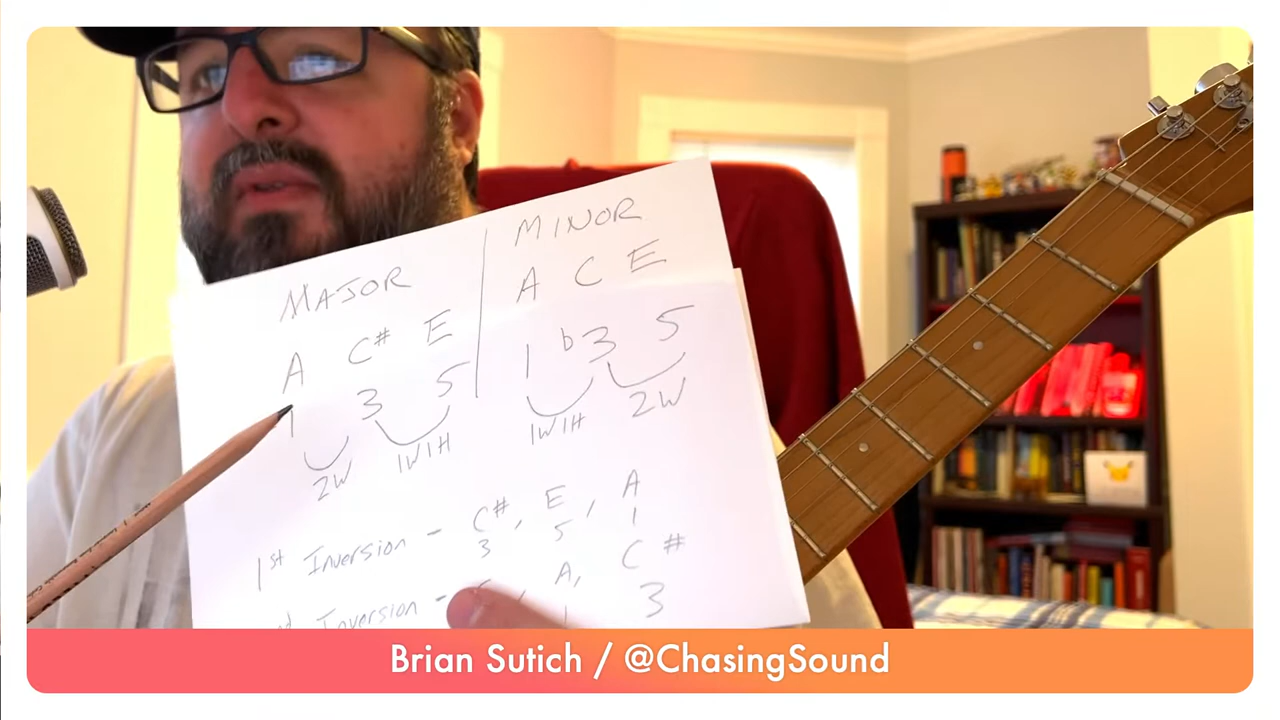 MAJOR
A C# E
1 3 5
2W 1W1H
MINOR
A C E
1 b3 5
1W1H 2W
1st Inversion - C#, E, A
3 5 1
Inversion - A, C#
1 3
Brian Sutich / @ChasingSound